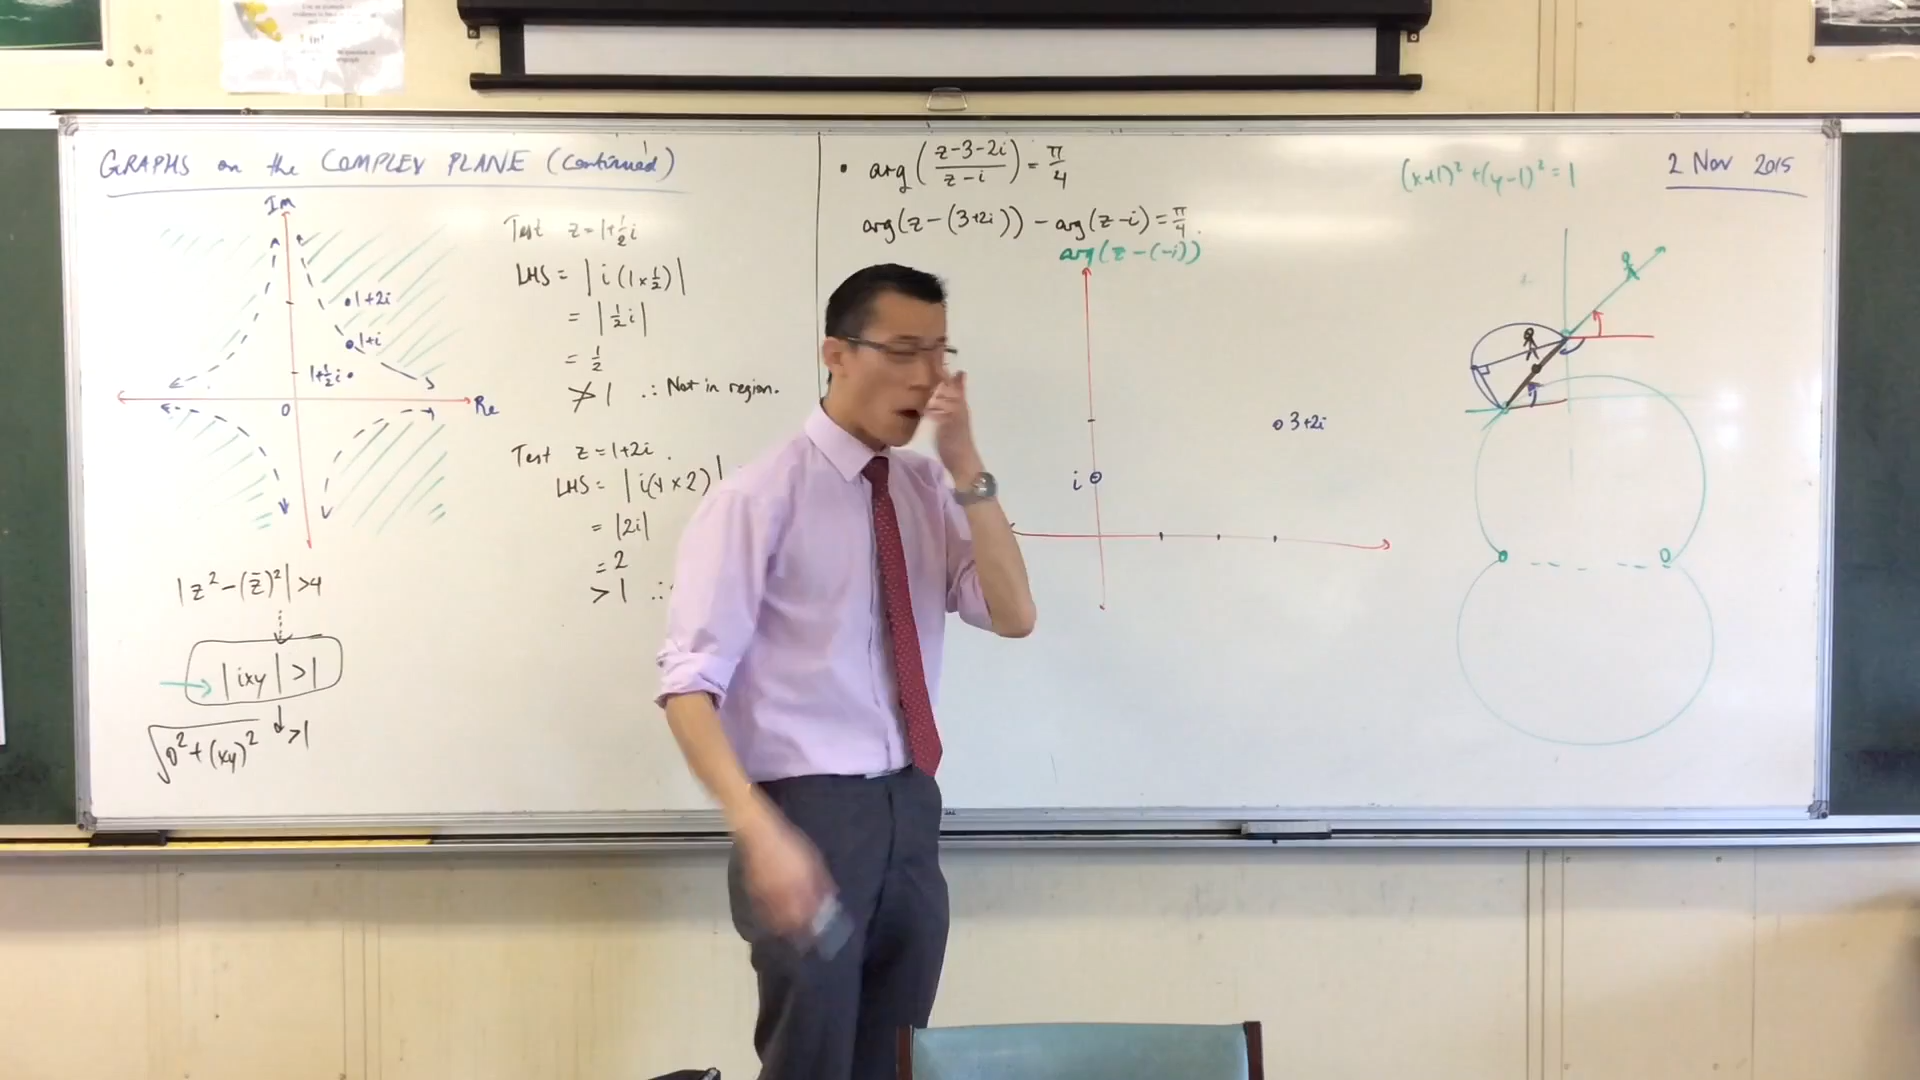 GRAPHS on the COMPLEX PLANE (Continued)
Im
1+2i
1+i
1+½i
0
Re
|z² - (z̄)²| > 4
|ixy| > 1
√(0² + (xy)²) > 1
Test z = 1+½i
LHS = |i(1×½)|
= |½i|
= ½
≯ 1 ∴ Not in region.
Test z = 1+2i.
LHS = |i(1×2)|
= |2i|
= 2
> 1 ∴
• arg((z-3-2i)/(z-i)) = π/4
arg(z-(3+2i)) - arg(z-i) = π/4.
arg(z-(-i))
3+2i
i
(x+1)² + (y-1)² = 1
2 Nov 2015